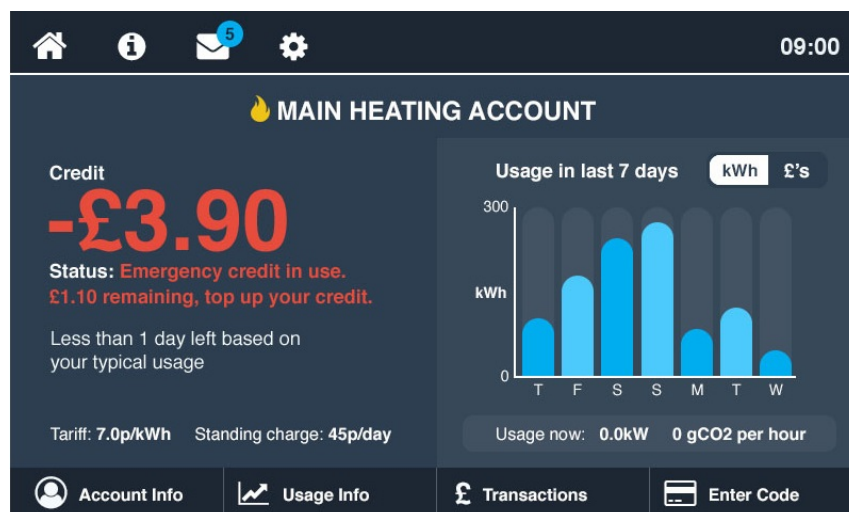 5
09:00
MAIN HEATING ACCOUNT
Credit
-£3.90
Status: Emergency credit in use.
£1.10 remaining, top up your credit.
Less than 1 day left based on
your typical usage
Tariff: 7.0p/kWh Standing charge: 45p/day
Usage in last 7 days kWh £'s
300
kWh
0
T F S S M T W
Usage now: 0.0kW 0 gCO2 per hour
Account Info Usage Info £ Transactions Enter Code